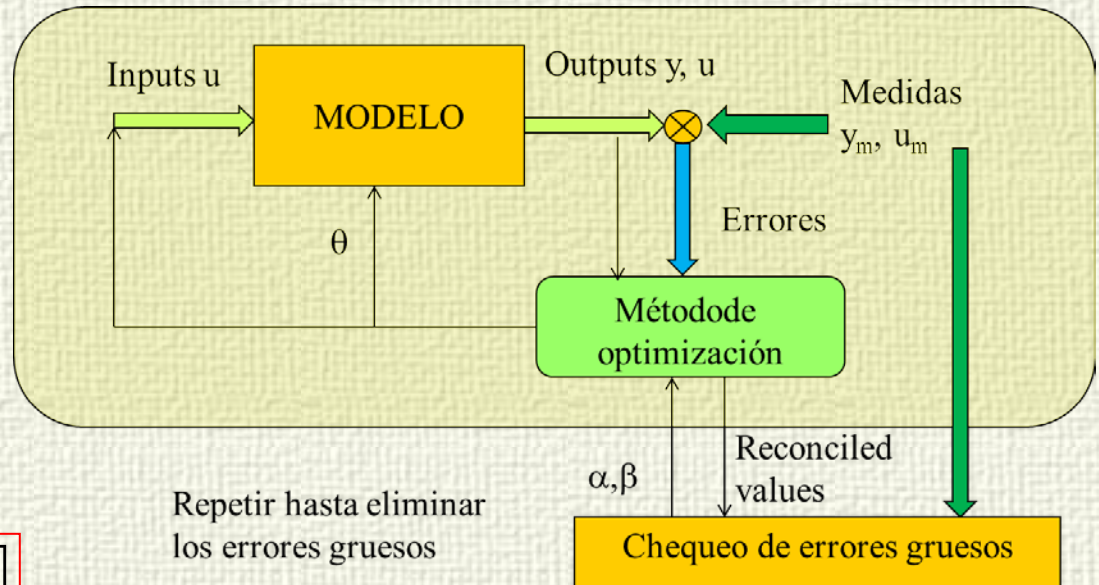 Inputs u
MODELO
Outputs y, u
Medidas
yₘ, uₘ
θ
Errores
Métodode
optimización
α,β
Reconciled
values
Repetir hasta eliminar
los errores gruesos
Chequeo de errores gruesos